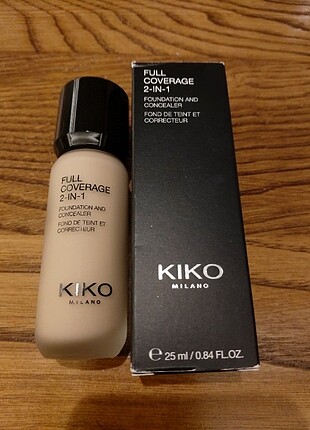 FULL
COVERAGE
2-IN-1
FOUNDATION AND
CONCEALER
FOND DE TEINT ET
CORRECTEUR
KIKO
MILANO
FULL
COVERAGE
2-IN-1
FOUNDATION AND
CONCEALER
FOND DE TEINT ET
CORRECTEUR
KIKO
MILANO
℮ 25 ml / 0.84 FL.OZ.